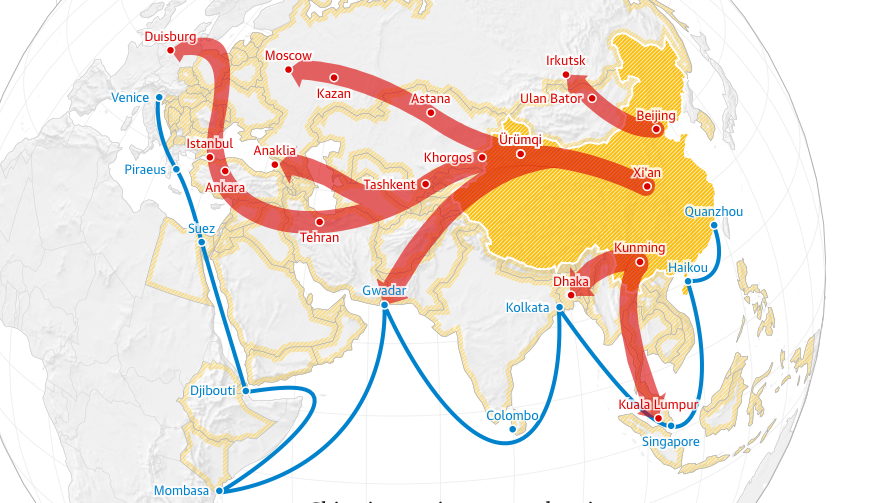 Duisburg
Moscow
Irkutsk
Venice
Kazan
Astana
Ulan Bator
Beijing
Istanbul
Anaklia
Khorgos
Ürümqi
Piraeus
Ankara
Tashkent
Xi'an
Quanzhou
Suez
Tehran
Kunming
Haikou
Gwadar
Dhaka
Kolkata
Djibouti
Kuala Lumpur
Colombo
Singapore
Mombasa